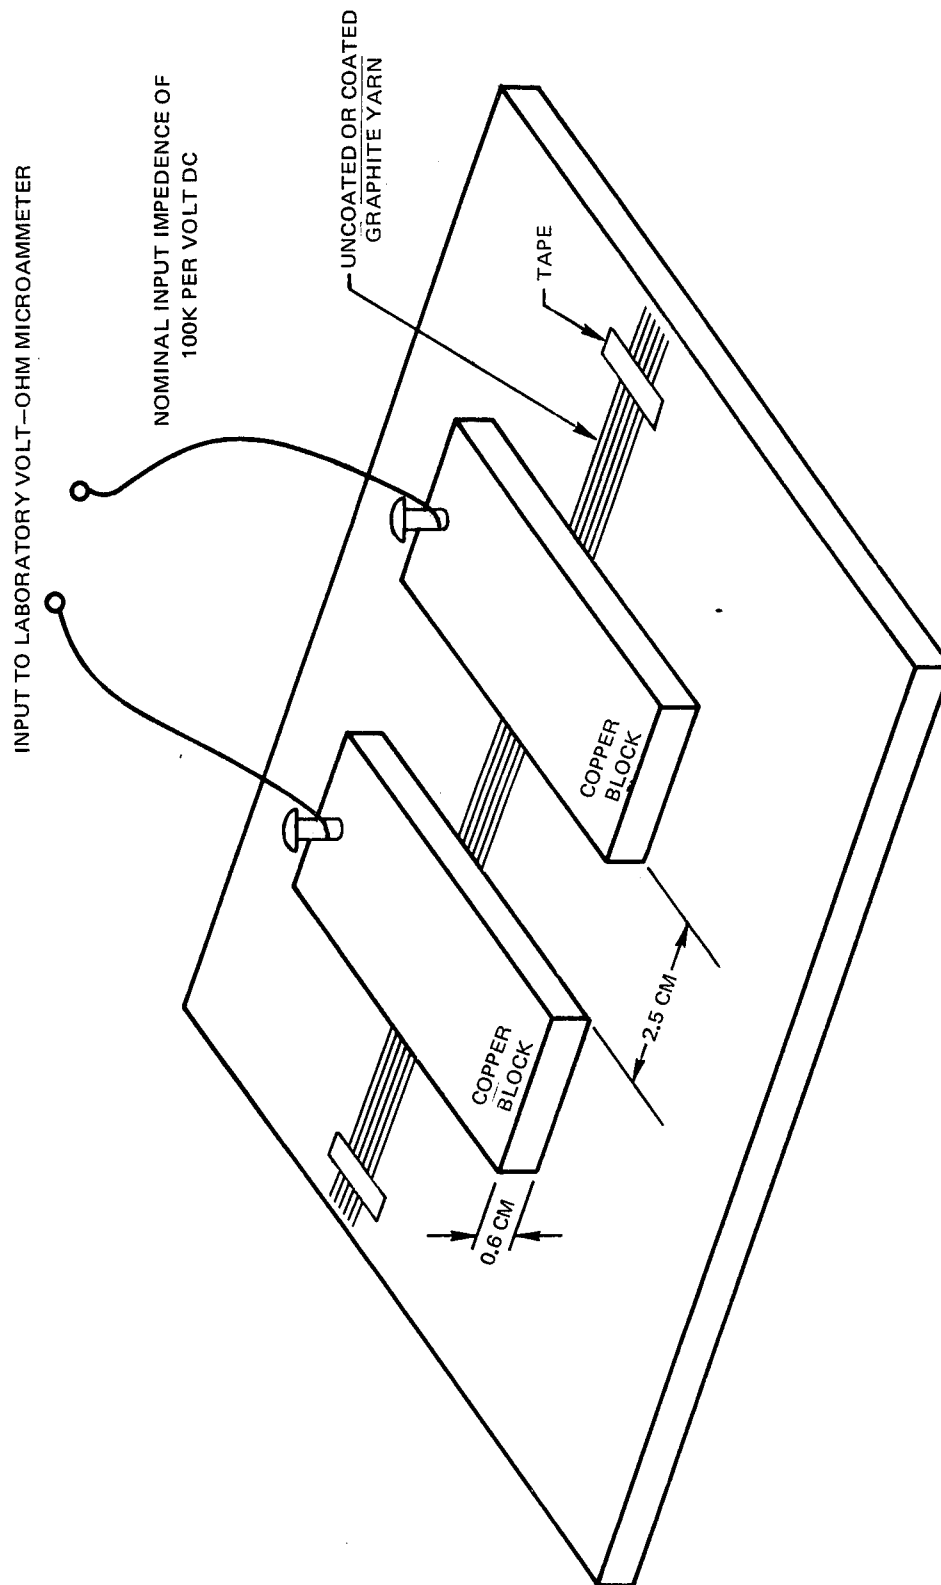 INPUT TO LABORATORY VOLT–OHM MICROAMMETER
NOMINAL INPUT IMPEDENCE OF
100K PER VOLT DC
UNCOATED OR COATED
GRAPHITE YARN
TAPE
COPPER
BLOCK
COPPER
BLOCK
2.5 CM
0.6 CM